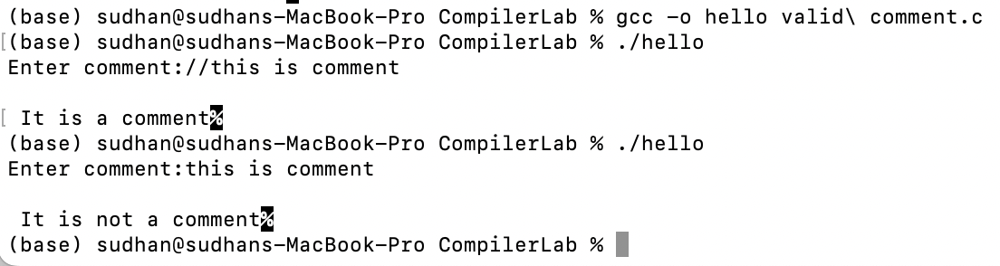 (base) sudhan@sudhans-MacBook-Pro CompilerLab % gcc -o hello valid\ comment.c
[(base) sudhan@sudhans-MacBook-Pro CompilerLab % ./hello
Enter comment://this is comment
[ It is a comment%
(base) sudhan@sudhans-MacBook-Pro CompilerLab % ./hello
Enter comment:this is comment
It is not a comment%
(base) sudhan@sudhans-MacBook-Pro CompilerLab %